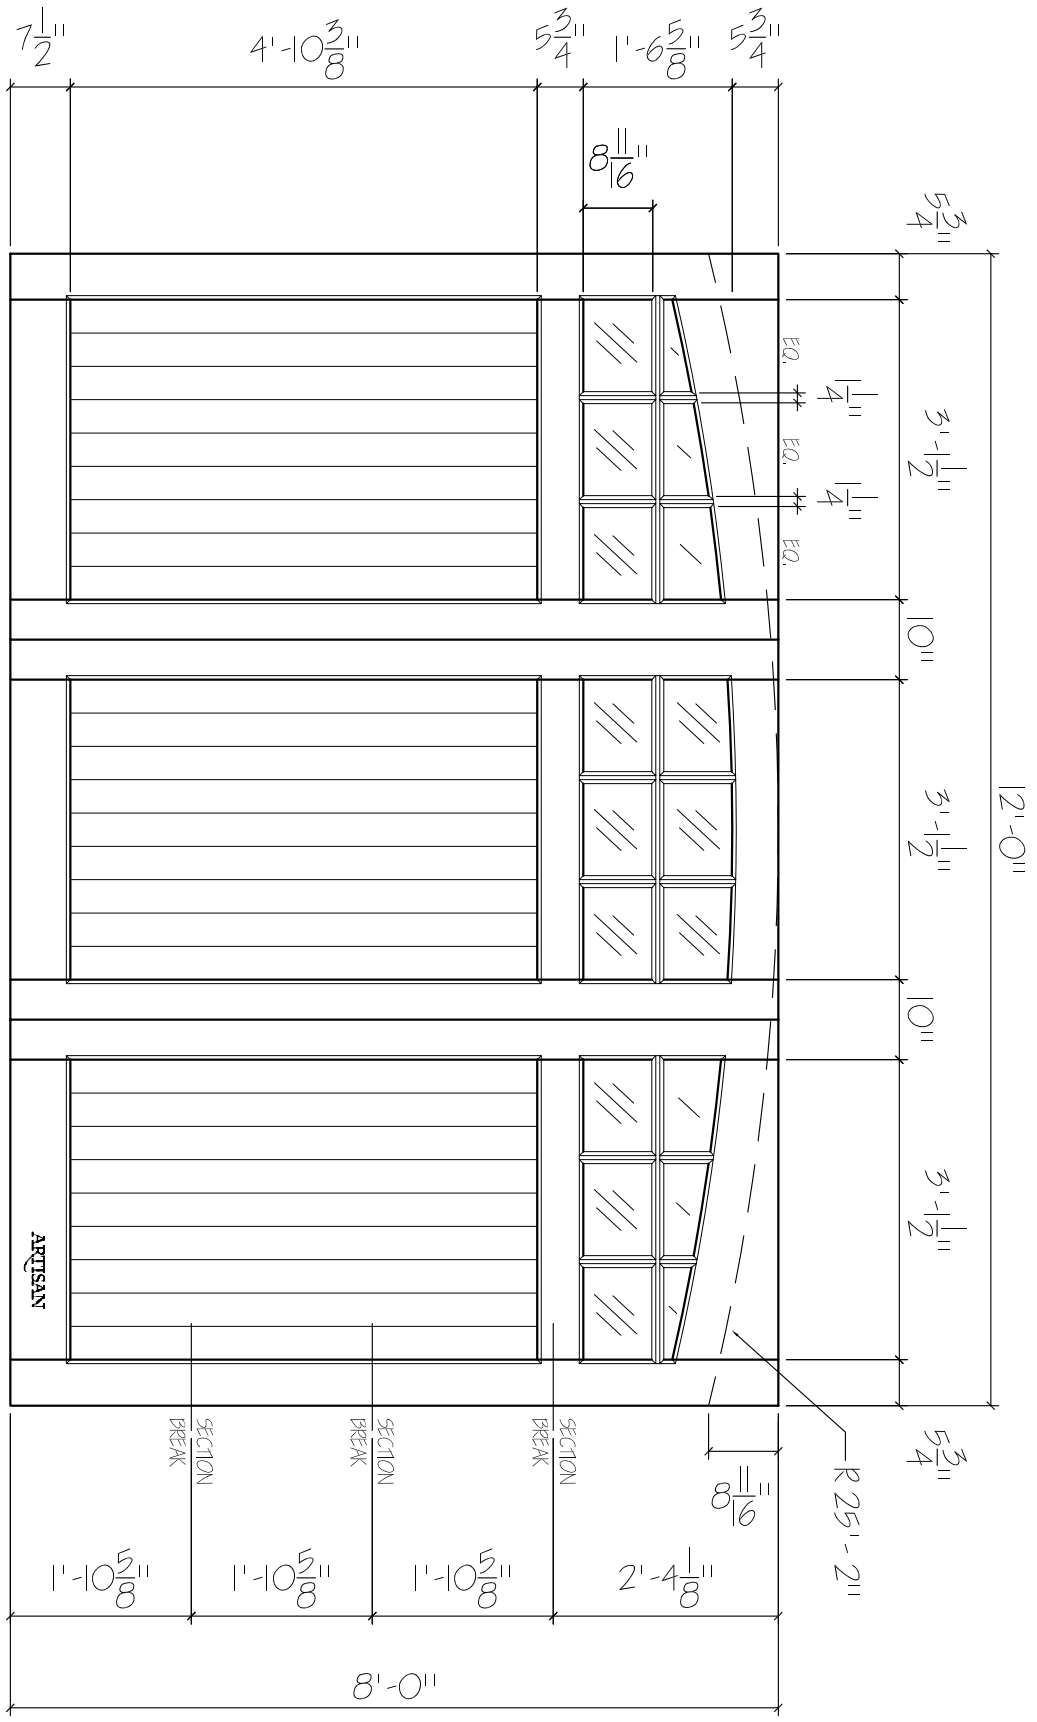 7 1/2"
4'-10 3/8"
5 3/4"
1'-6 5/8"
5 3/4"
8 11/16"
5 3/4"
3'-1 1/2"
10"
3'-1 1/2"
10"
3'-1 1/2"
5 3/4"
12'-0"
EQ.
1 1/4"
EQ.
1 1/4"
EQ.
R 25'-2"
8 11/16"
SECTION
BREAK
SECTION
BREAK
SECTION
BREAK
1'-10 5/8"
1'-10 5/8"
1'-10 5/8"
2'-4 1/8"
8'-0"
ARTISAN